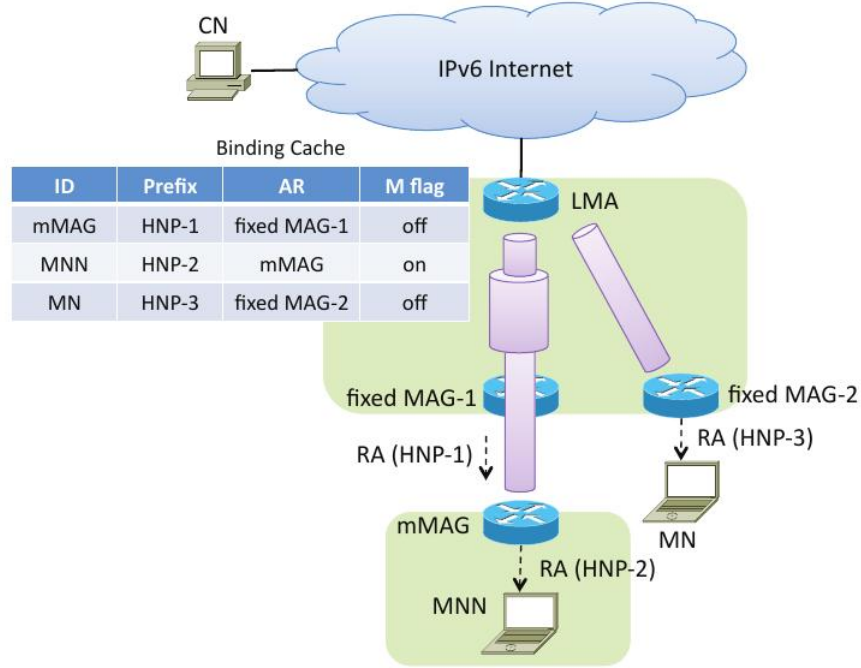 CN
IPv6 Internet
Binding Cache
ID Prefix AR M flag
mMAG HNP-1 fixed MAG-1 off
MNN HNP-2 mMAG on
MN HNP-3 fixed MAG-2 off
LMA
fixed MAG-1
fixed MAG-2
RA (HNP-1)
RA (HNP-3)
MN
mMAG
RA (HNP-2)
MNN